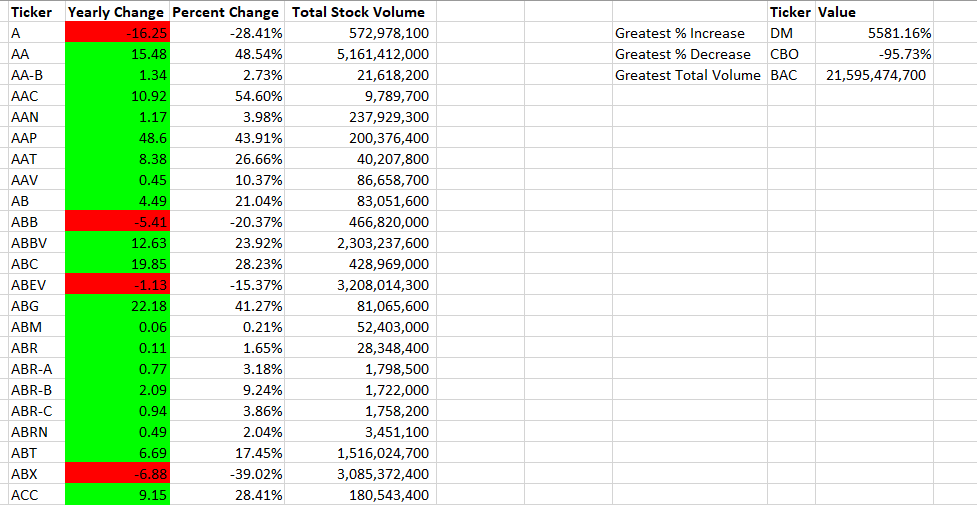 Ticker Yearly Change Percent Change Total Stock Volume Ticker Value
A -16.25 -28.41% 572,978,100 Greatest % Increase DM 5581.16%
AA 15.48 48.54% 5,161,412,000 Greatest % Decrease CBO -95.73%
AA-B 1.34 2.73% 21,618,200 Greatest Total Volume BAC 21,595,474,700
AAC 10.92 54.60% 9,789,700
AAN 1.17 3.98% 237,929,300
AAP 48.6 43.91% 200,376,400
AAT 8.38 26.66% 40,207,800
AAV 0.45 10.37% 86,658,700
AB 4.49 21.04% 83,051,600
ABB -5.41 -20.37% 466,820,000
ABBV 12.63 23.92% 2,303,237,600
ABC 19.85 28.23% 428,969,000
ABEV -1.13 -15.37% 3,208,014,300
ABG 22.18 41.27% 81,065,600
ABM 0.06 0.21% 52,403,000
ABR 0.11 1.65% 28,348,400
ABR-A 0.77 3.18% 1,798,500
ABR-B 2.09 9.24% 1,722,000
ABR-C 0.94 3.86% 1,758,200
ABRN 0.49 2.04% 3,451,100
ABT 6.69 17.45% 1,516,024,700
ABX -6.88 -39.02% 3,085,372,400
ACC 9.15 28.41% 180,543,400